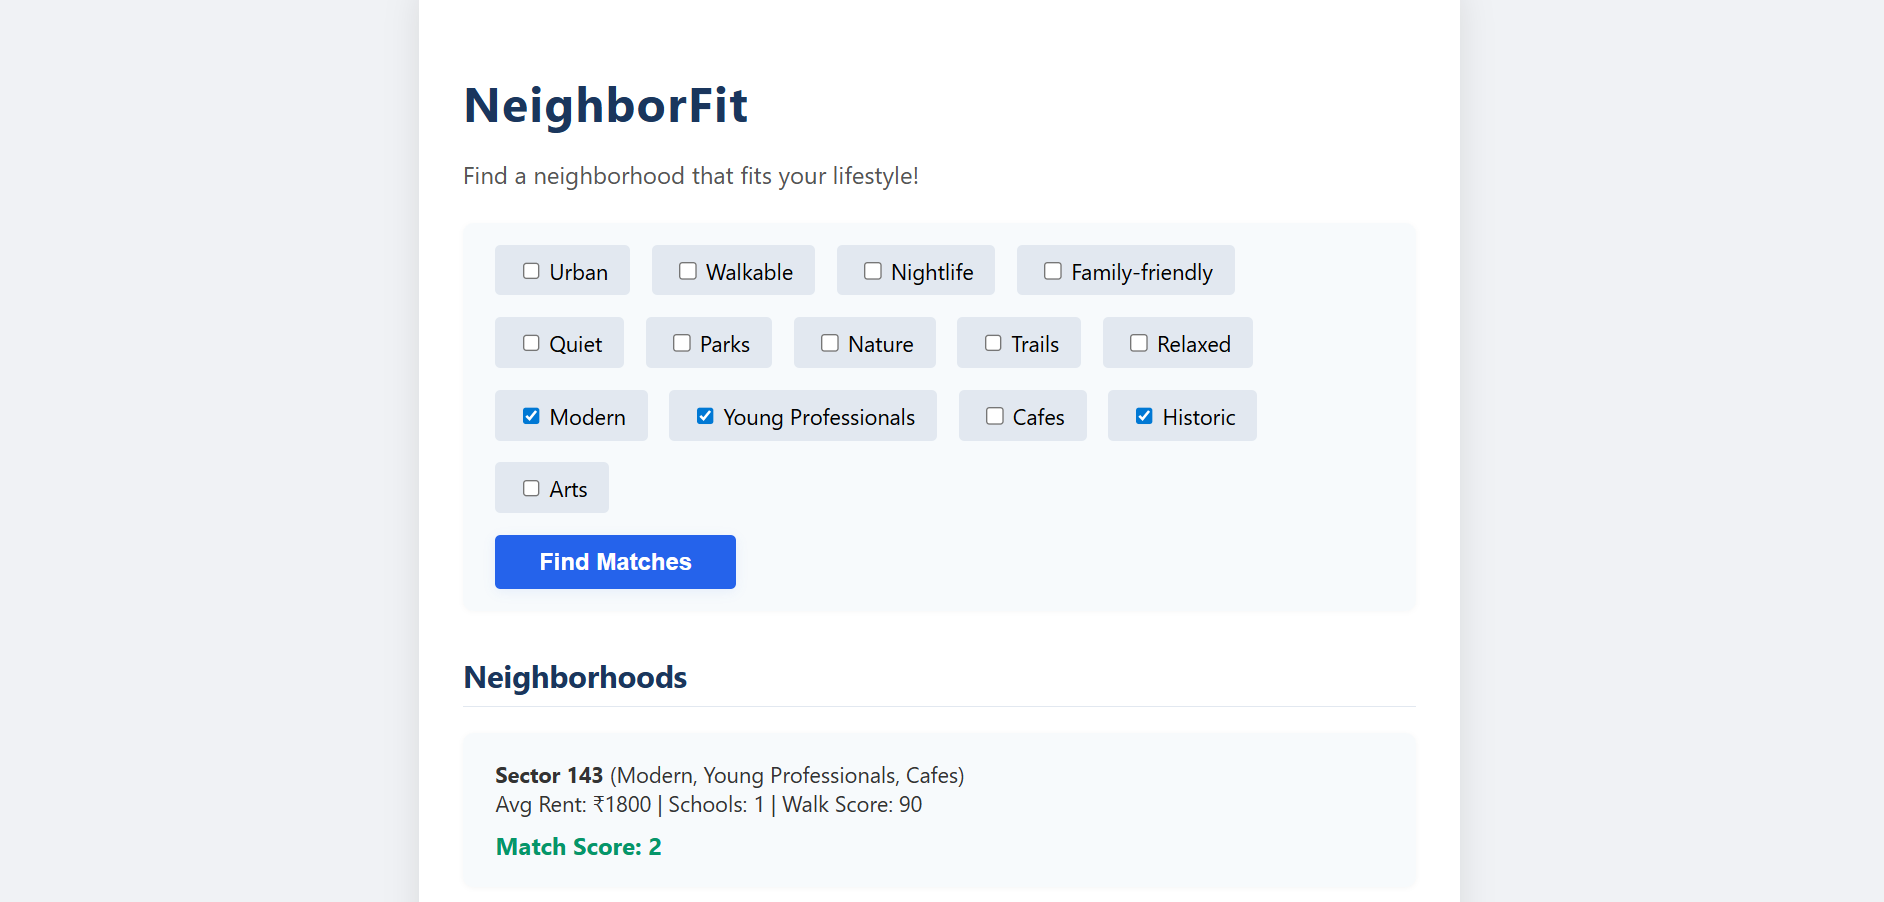 NeighborFit
Find a neighborhood that fits your lifestyle!
Urban Walkable Nightlife Family-friendly
Quiet Parks Nature Trails Relaxed
Modern Young Professionals Cafes Historic
Arts
Find Matches
Neighborhoods
Sector 143 (Modern, Young Professionals, Cafes)
Avg Rent: ₹1800 | Schools: 1 | Walk Score: 90
Match Score: 2